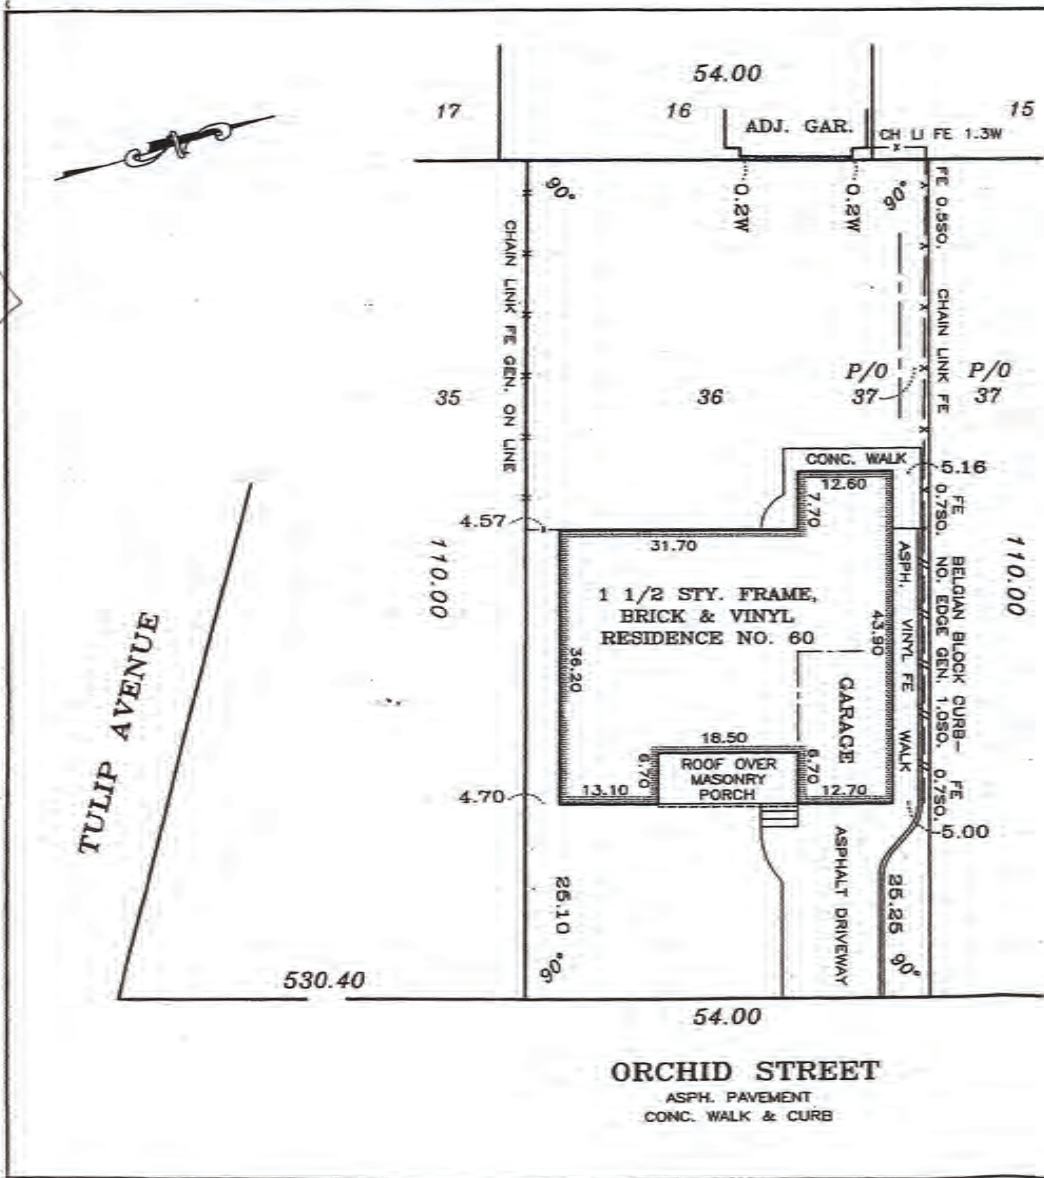 54.00
17
16
15
ADJ. GAR.
CH LI FE 1.3W
90°
0.2W
0.2W
90°
FE 0.5SO.
CHAIN LINK FE GEN. ON LINE
CHAIN LINK FE
35
36
P/O
37
P/O
37
CONC. WALK
5.16
12.60
7.70
FE
0.7SO.
4.57
31.70
110.00
110.00
1 1/2 STY. FRAME,
BRICK & VINYL
RESIDENCE NO. 60
ASPH. WALK
VINYL FE
43.90
BELGIAN BLOCK CURB-
NO. EDGE GEN. 1.0SO.
36.20
GARAGE
TULIP AVENUE
18.50
6.70
ROOF OVER
MASONRY
PORCH
6.70
FE
0.7SO.
4.70
13.10
12.70
5.00
ASPHALT DRIVEWAY
26.10
25.25
90°
90°
530.40
54.00
ORCHID STREET
ASPH. PAVEMENT
CONC. WALK & CURB